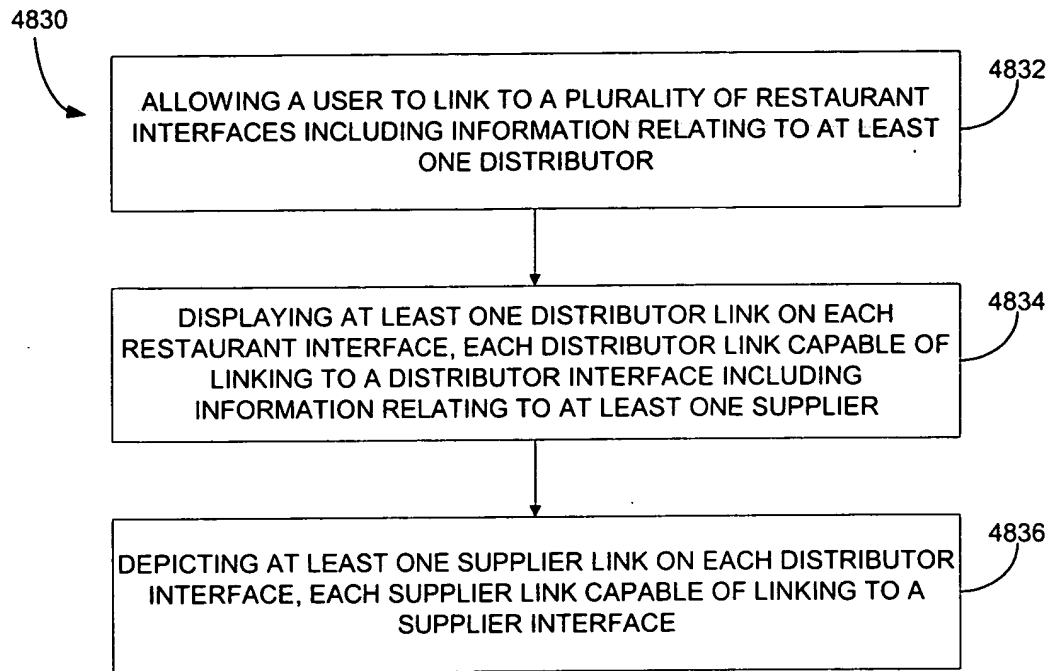 4830
4832
ALLOWING A USER TO LINK TO A PLURALITY OF RESTAURANT
INTERFACES INCLUDING INFORMATION RELATING TO AT LEAST
ONE DISTRIBUTOR
4834
DISPLAYING AT LEAST ONE DISTRIBUTOR LINK ON EACH
RESTAURANT INTERFACE, EACH DISTRIBUTOR LINK CAPABLE OF
LINKING TO A DISTRIBUTOR INTERFACE INCLUDING
INFORMATION RELATING TO AT LEAST ONE SUPPLIER
4836
DEPICTING AT LEAST ONE SUPPLIER LINK ON EACH DISTRIBUTOR
INTERFACE, EACH SUPPLIER LINK CAPABLE OF LINKING TO A
SUPPLIER INTERFACE